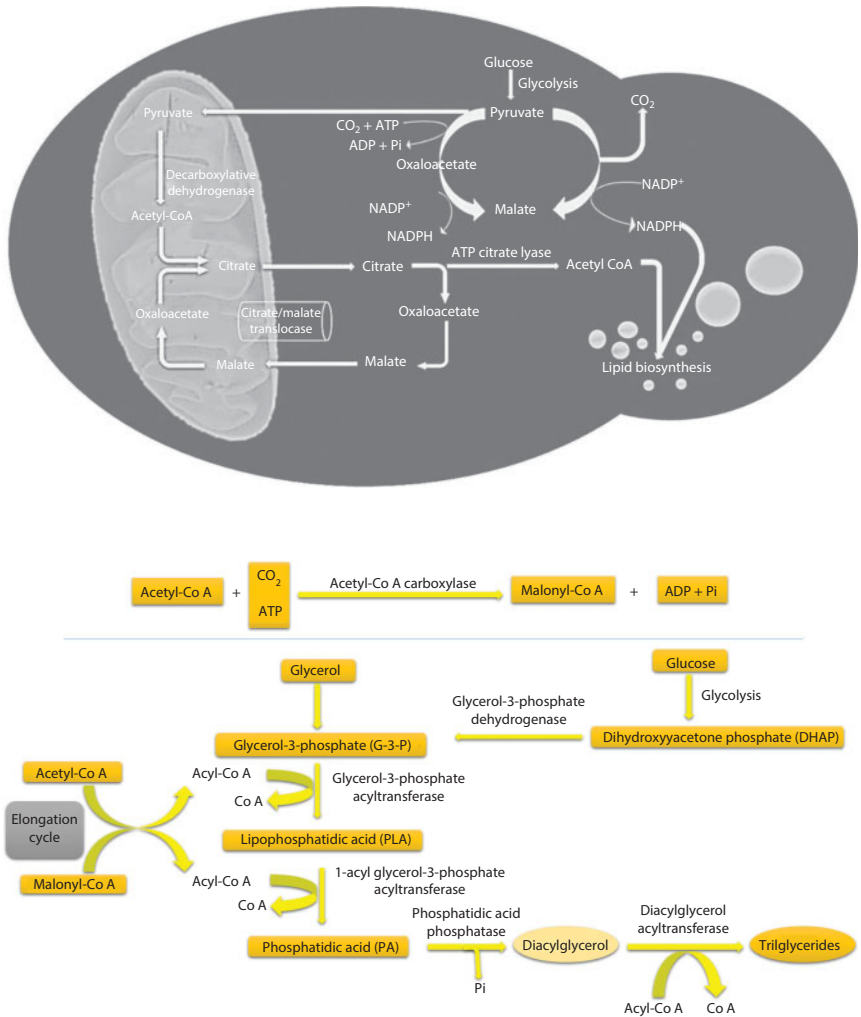 Glucose
Glycolysis
CO2
Pyruvate
Pyruvate
CO2 + ATP
ADP + Pi
Oxaloacetate
Decarboxylative
dehydrogenase
NADP+
NADP+
Malate
Acetyl-CoA
NADPH
NADPH
ATP citrate lyase
Citrate
Citrate
Acetyl CoA
Oxaloacetate
Citrate/malate
translocase
Oxaloacetate
Malate
Malate
Lipid biosynthesis
Acetyl-Co A
+
CO2
ATP
Acetyl-Co A carboxylase
Malonyl-Co A
+
ADP + Pi
Glycerol
Glucose
Glycolysis
Glycerol-3-phosphate
dehydrogenase
Glycerol-3-phosphate (G-3-P)
Dihydroxyyacetone phosphate (DHAP)
Acetyl-Co A
Acyl-Co A
Co A
Glycerol-3-phosphate
acyltransferase
Elongation
cycle
Lipophosphatidic acid (PLA)
Malonyl-Co A
Acyl-Co A
Co A
1-acyl glycerol-3-phosphate
acyltransferase
Phosphatidic acid (PA)
Phosphatidic acid
phosphatase
Pi
Diacylglycerol
Diacylglycerol
acyltransferase
Trilglycerides
Acyl-Co A
Co A